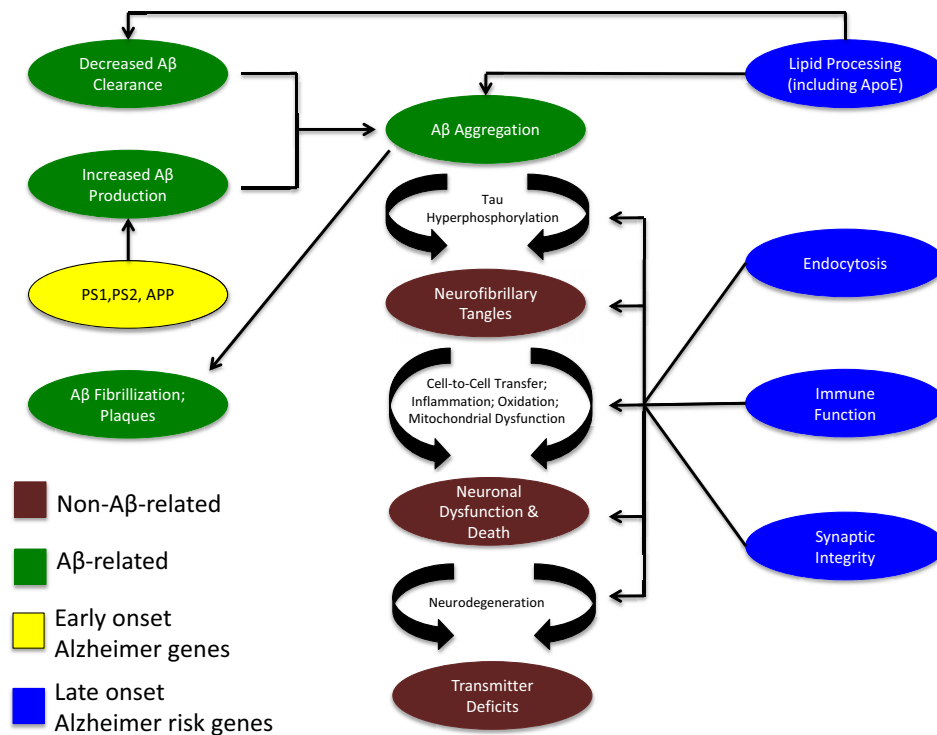 Decreased Aβ
Clearance
Lipid Processing
(including ApoE)
Aβ Aggregation
Increased Aβ
Production
Tau
Hyperphosphorylation
Endocytosis
PS1,PS2, APP
Neurofibrillary
Tangles
Aβ Fibrillization;
Plaques
Cell-to-Cell Transfer;
Inflammation; Oxidation;
Mitochondrial Dysfunction
Immune
Function
Non-Aβ-related
Neuronal
Dysfunction &
Death
Synaptic
Integrity
Aβ-related
Neurodegeneration
Early onset
Alzheimer genes
Transmitter
Deficits
Late onset
Alzheimer risk genes